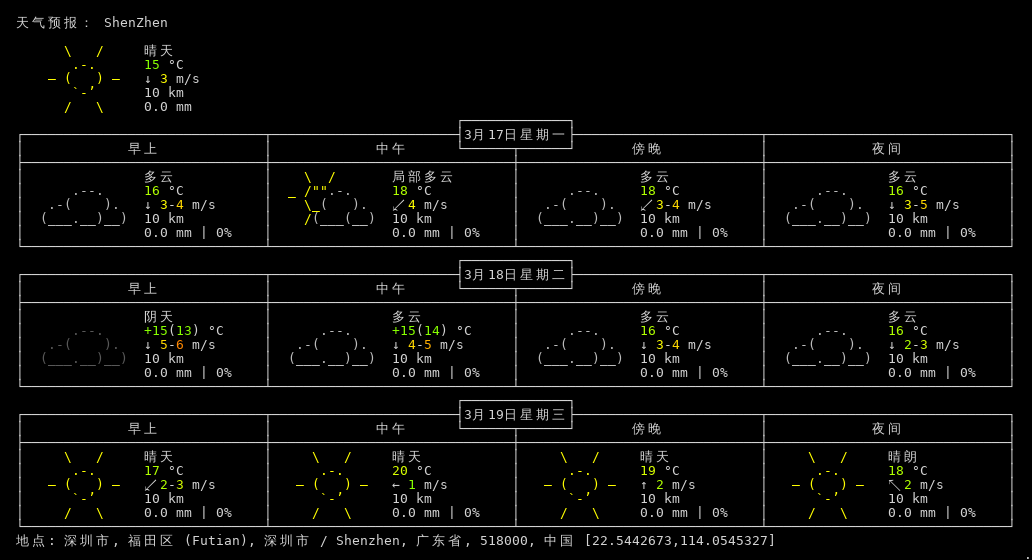 天气预报： ShenZhen
晴天
15 °C
↓ 3 m/s
10 km
0.0 mm
3月17日星期一
早上 中午 傍晚 夜间
多云 局部多云 多云 多云
16 °C 18 °C 18 °C 16 °C
↓ 3-4 m/s ↙ 4 m/s ↙ 3-4 m/s ↓ 3-5 m/s
10 km 10 km 10 km 10 km
0.0 mm | 0% 0.0 mm | 0% 0.0 mm | 0% 0.0 mm | 0%
3月18日星期二
早上 中午 傍晚 夜间
阴天 多云 多云 多云
+15(13) °C +15(14) °C 16 °C 16 °C
↓ 5-6 m/s ↓ 4-5 m/s ↓ 3-4 m/s ↓ 2-3 m/s
10 km 10 km 10 km 10 km
0.0 mm | 0% 0.0 mm | 0% 0.0 mm | 0% 0.0 mm | 0%
3月19日星期三
早上 中午 傍晚 夜间
晴天 晴天 晴天 晴朗
17 °C 20 °C 19 °C 18 °C
↙ 2-3 m/s ← 1 m/s ↑ 2 m/s ↖ 2 m/s
10 km 10 km 10 km 10 km
0.0 mm | 0% 0.0 mm | 0% 0.0 mm | 0% 0.0 mm | 0%
地点: 深圳市, 福田区 (Futian), 深圳市 / Shenzhen, 广东省, 518000, 中国 [22.5442673,114.0545327]